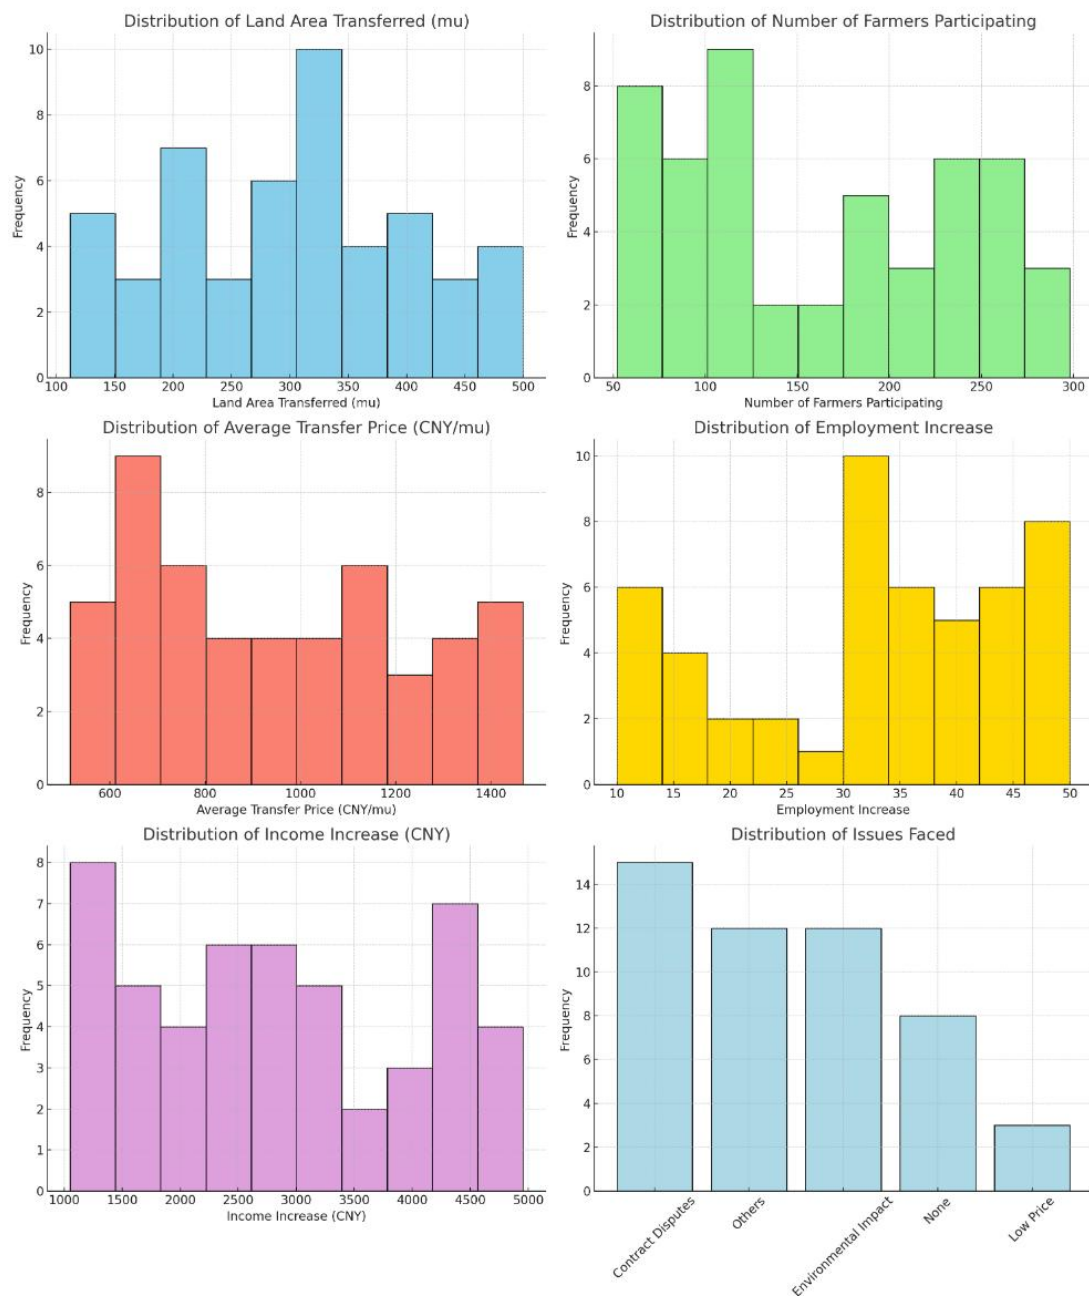 Distribution of Land Area Transferred (mu)
Frequency
10
8
6
4
2
0
100 150 200 250 300 350 400 450 500
Land Area Transferred (mu)
Distribution of Number of Farmers Participating
Frequency
8
6
4
2
0
50 100 150 200 250 300
Number of Farmers Participating
Distribution of Average Transfer Price (CNY/mu)
Frequency
8
6
4
2
0
600 800 1000 1200 1400
Average Transfer Price (CNY/mu)
Distribution of Employment Increase
Frequency
10
8
6
4
2
0
10 15 20 25 30 35 40 45 50
Employment Increase
Distribution of Income Increase (CNY)
Frequency
8
7
6
5
4
3
2
1
0
1000 1500 2000 2500 3000 3500 4000 4500 5000
Income Increase (CNY)
Distribution of Issues Faced
Frequency
14
12
10
8
6
4
2
0
Contract Disputes
Others
Environmental Impact
None
Low Price